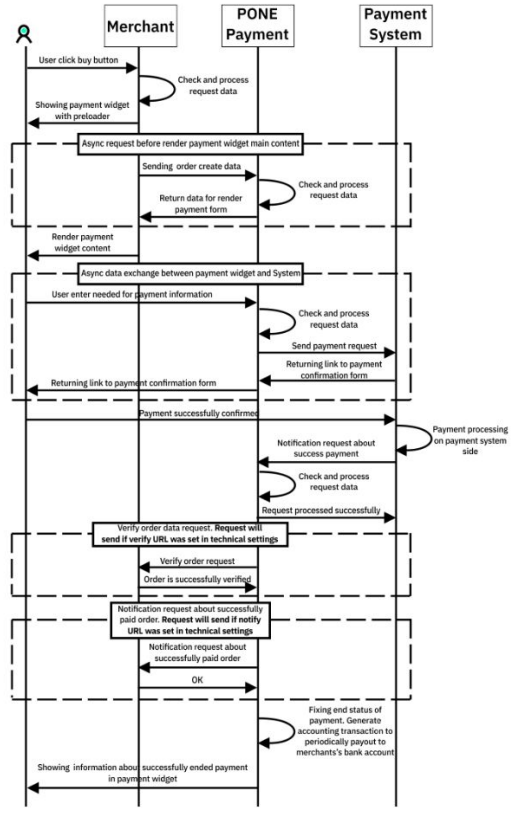 Merchant
PONE
Payment
Payment
System
User click buy button
Check and process
request data
Showing payment widget
with preloader
Async request before render payment widget main content
Sending order create data
Check and process
request data
Return data for render
payment form
Render payment
widget content
Async data exchange between payment widget and System
User enter needed for payment information
Check and process
request data
Send payment request
Returning link to payment
confirmation form
Returning link to payment confirmation form
Payment successfully confirmed
Payment processing
on payment system
side
Notification request about
success payment
Check and process
request data
Request processed successfully
Verify order data request. Request will
send if verify URL was set in technical settings
Verify order request
Order is successfully verified
Notification request about successfully
paid order. Request will send if notify
URL was set in technical settings
Notification request about
successfully paid order
OK
Fixing end status of
payment. Generate
accounting transaction to
periodically payout to
merchants's bank account
Showing information about successfully ended payment
in payment widget